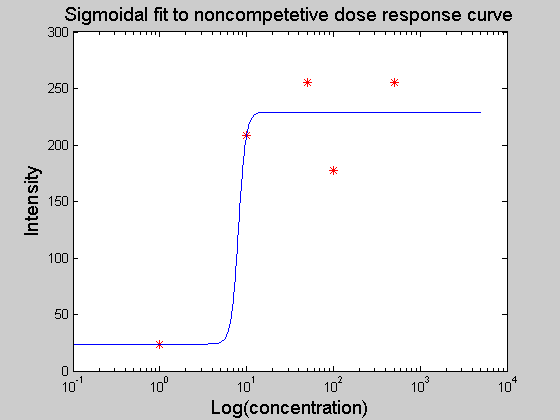 Sigmoidal fit to noncompetetive dose response curve
300
250
200
150
100
50
0
Intensity
10^-1 10^0 10^1 10^2 10^3 10^4
Log(concentration)